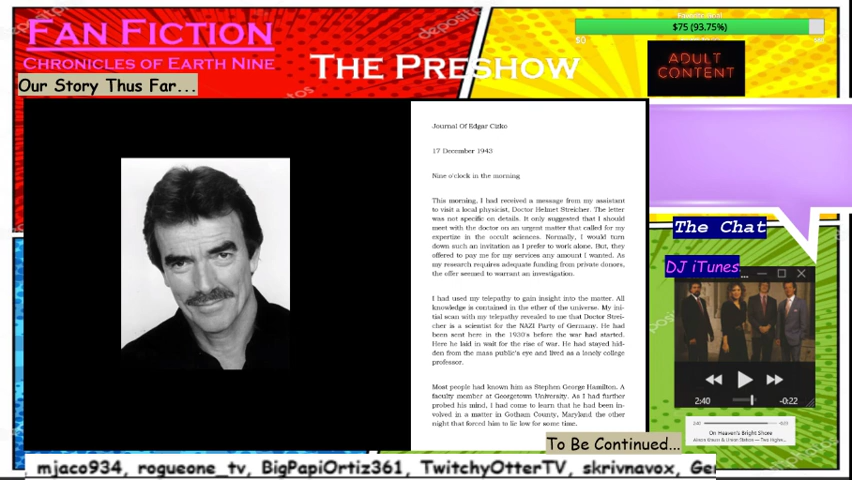 FAN FICTION
CHRONICLES OF EARTH NINE
THE PRESHOW
$75 (93.75%)
$0
ADULT
CONTENT
Our Story Thus Far...
Journal Of Edgar Cizko
17 December 1943
Nine o'clock in the morning
This morning, I had received a message from my assistant
to visit a local physicist, Doctor Helmet Streicher. The letter
was not specific on details. It only suggested that I should
meet with the doctor on an urgent matter that called for my
expertize in the occult sciences. Normally, I would turn
down such an invitation as I prefer to work alone. But, they
offered to pay me for my services any amount I wanted. As
my research requires adequate funding from private donors,
the offer seemed to warrant an investigation.
I had used my telepathy to gain insight into the matter. All
knowledge is contained in the ether of the universe. My ini-
tial scan with my telepathy revealed to me that Doctor Strei-
cher is a scientist for the NAZI Party of Germany. He had
been sent here in the 1930's before the war had started.
Here he laid in wait for the rise of war. He had stayed hid-
den from the mass public's eye and lived as a lonely college
professor.
Most people had known him as Stephen George Hamilton. A
faculty member at Georgetown University. As I had further
probed his mind, I had come to learn that he had been in-
volved in a matter in Gotham County, Maryland the other
night that forced him to lie low for some time.
To Be Continued...
The Chat
DJ iTunes
2:40
-0:22
On Heaven's Bright Shore
Alison Krauss & Union Station — Two Highw...
mjaco934, rogueone_tv, BigPapiOrtiz361, TwitchyOtterTV, skrivnavox, Ge